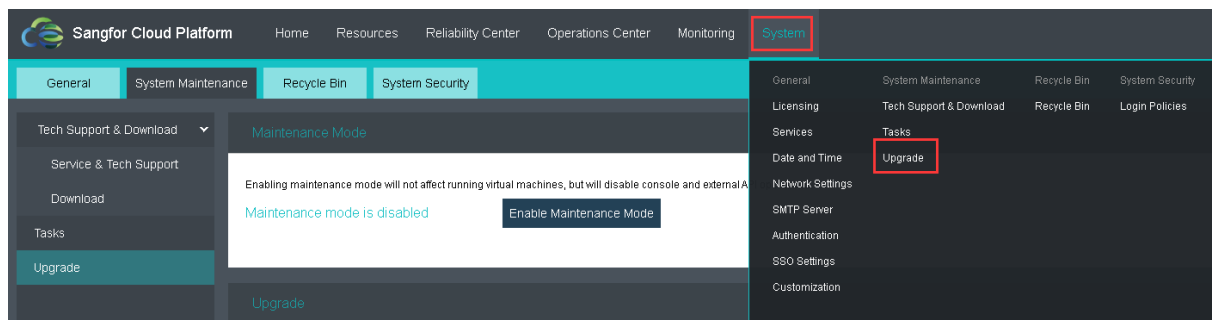 Sangfor Cloud Platform Home Resources Reliability Center Operations Center Monitoring System
General System Maintenance Recycle Bin System Security
General System Maintenance Recycle Bin System Security
Licensing Tech Support & Download Recycle Bin Login Policies
Services Tasks
Date and Time Upgrade
Network Settings
SMTP Server
Authentication
SSO Settings
Customization
Tech Support & Download
Service & Tech Support
Download
Tasks
Upgrade
Maintenance Mode
Enabling maintenance mode will not affect running virtual machines, but will disable console and external A
Maintenance mode is disabled Enable Maintenance Mode
Upgrade